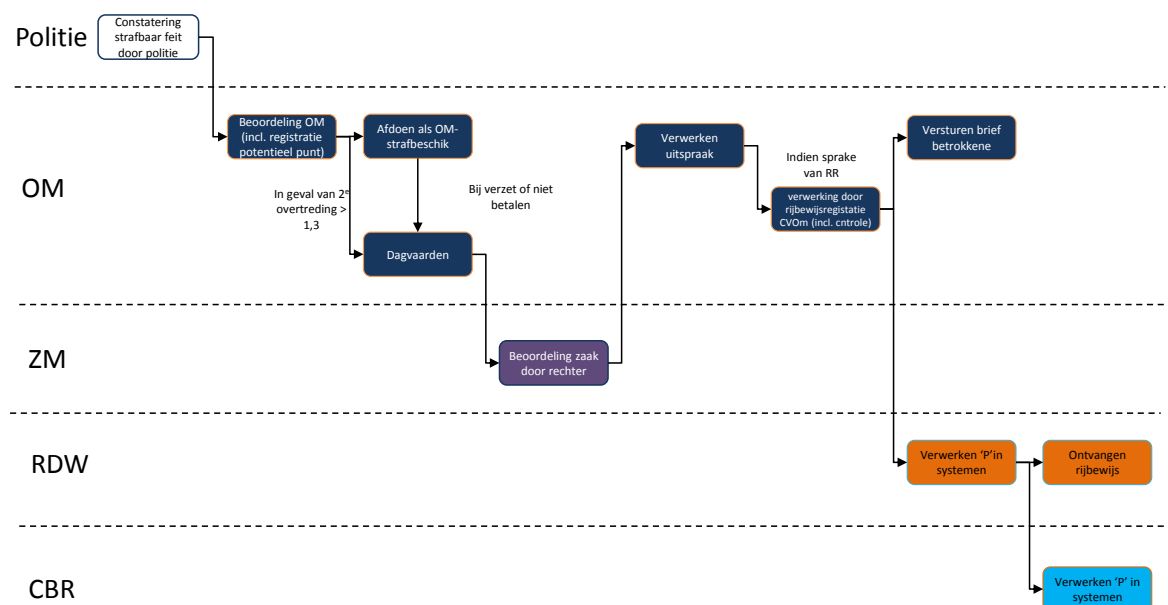 Politie
Constatering
strafbaar feit
door politie
OM
Beoordeling OM
(incl. registratie
potentieel punt)
Afdoen als OM-
strafbeschik
In geval van 2e
overtreding >
1,3
Bij verzet of niet
betalen
Dagvaarden
Verwerken
uitspraak
Indien sprake
van RR
verwerking door
rijbewijsregistatie
CVOm (incl. cntrole)
Versturen brief
betrokkene
ZM
Beoordeling zaak
door rechter
RDW
Verwerken ‘P’in
systemen
Ontvangen
rijbewijs
CBR
Verwerken ‘P’ in
systemen